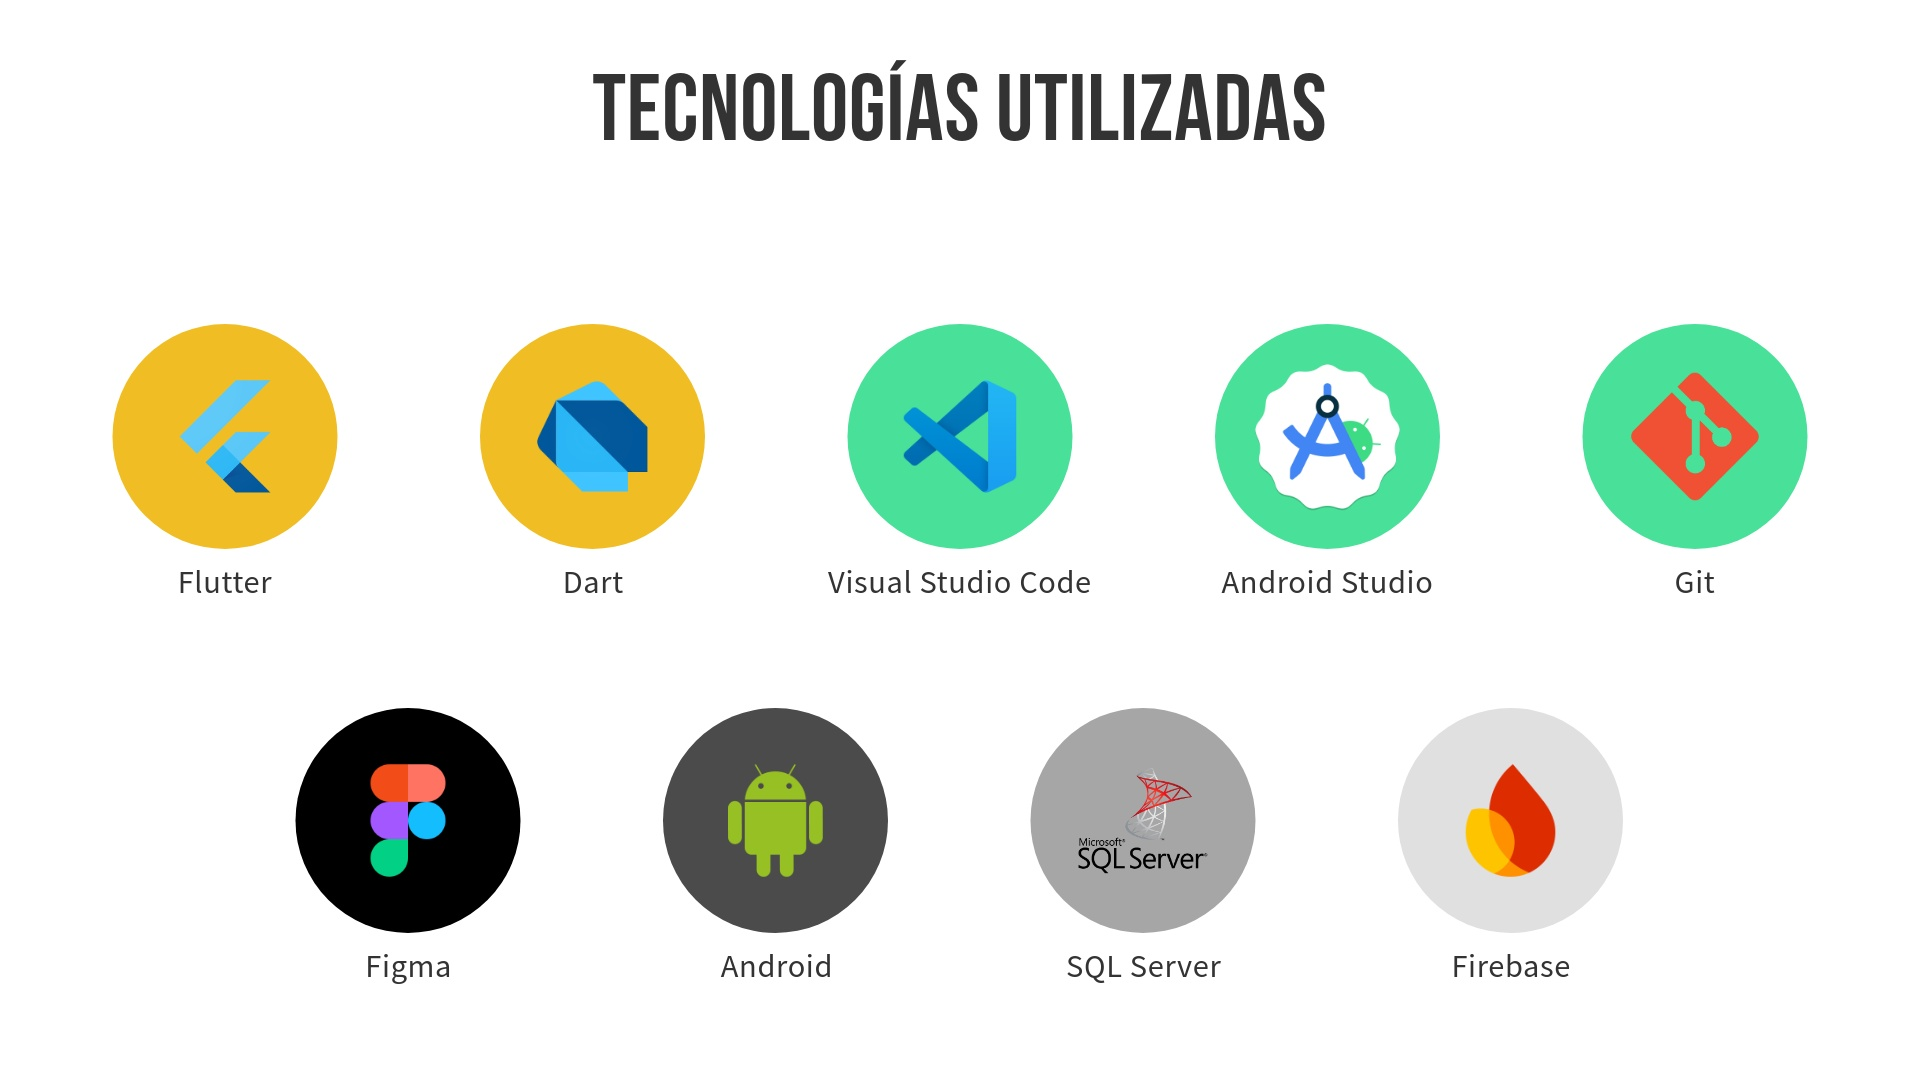 TECNOLOGÍAS UTILIZADAS
Flutter
Dart
Visual Studio Code
Android Studio
Git
Microsoft®
SQL Server®
Figma
Android
SQL Server
Firebase